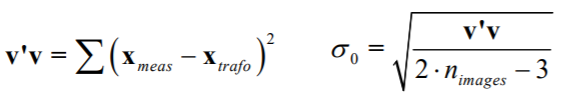 v'v = ∑(x_meas − x_trafo)²     σ₀ = √(v'v / (2 · n_images − 3))